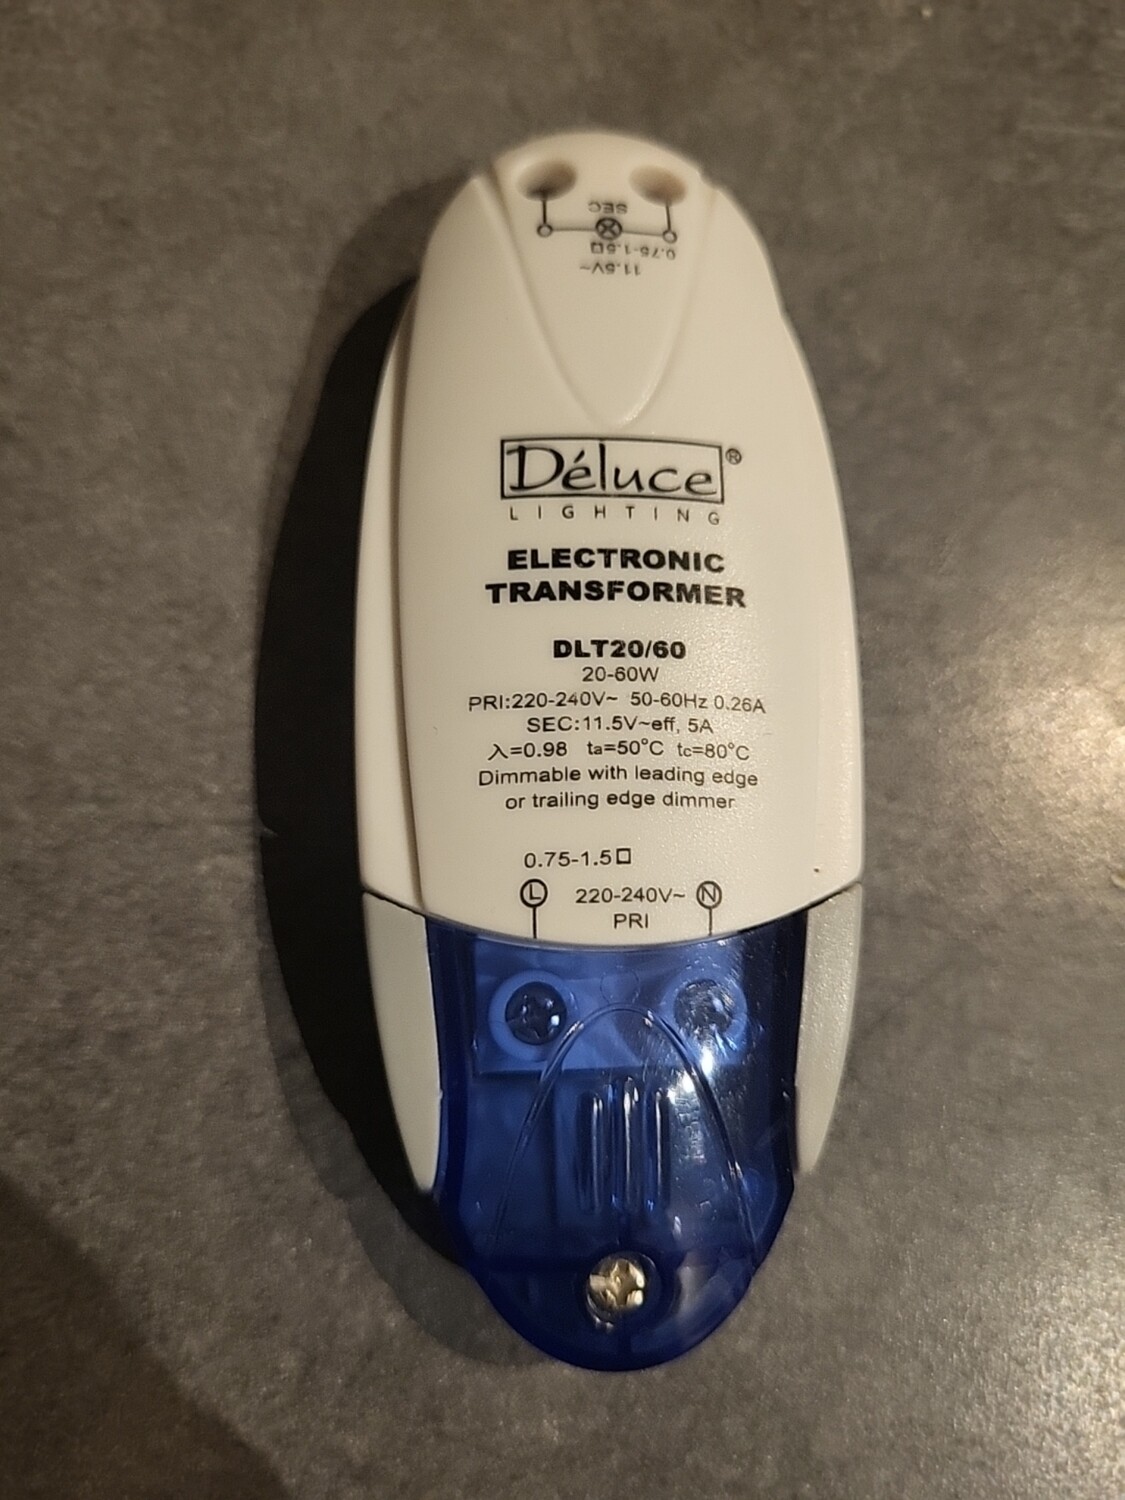 SEC
0.75-1.5□
11.5V~
Déluce®
LIGHTING
ELECTRONIC
TRANSFORMER
DLT20/60
20-60W
PRI:220-240V~ 50-60Hz 0.26A
SEC:11.5V~eff, 5A
λ=0.98 ta=50°C tc=80°C
Dimmable with leading edge
or trailing edge dimmer
0.75-1.5□
L 220-240V~ N
PRI